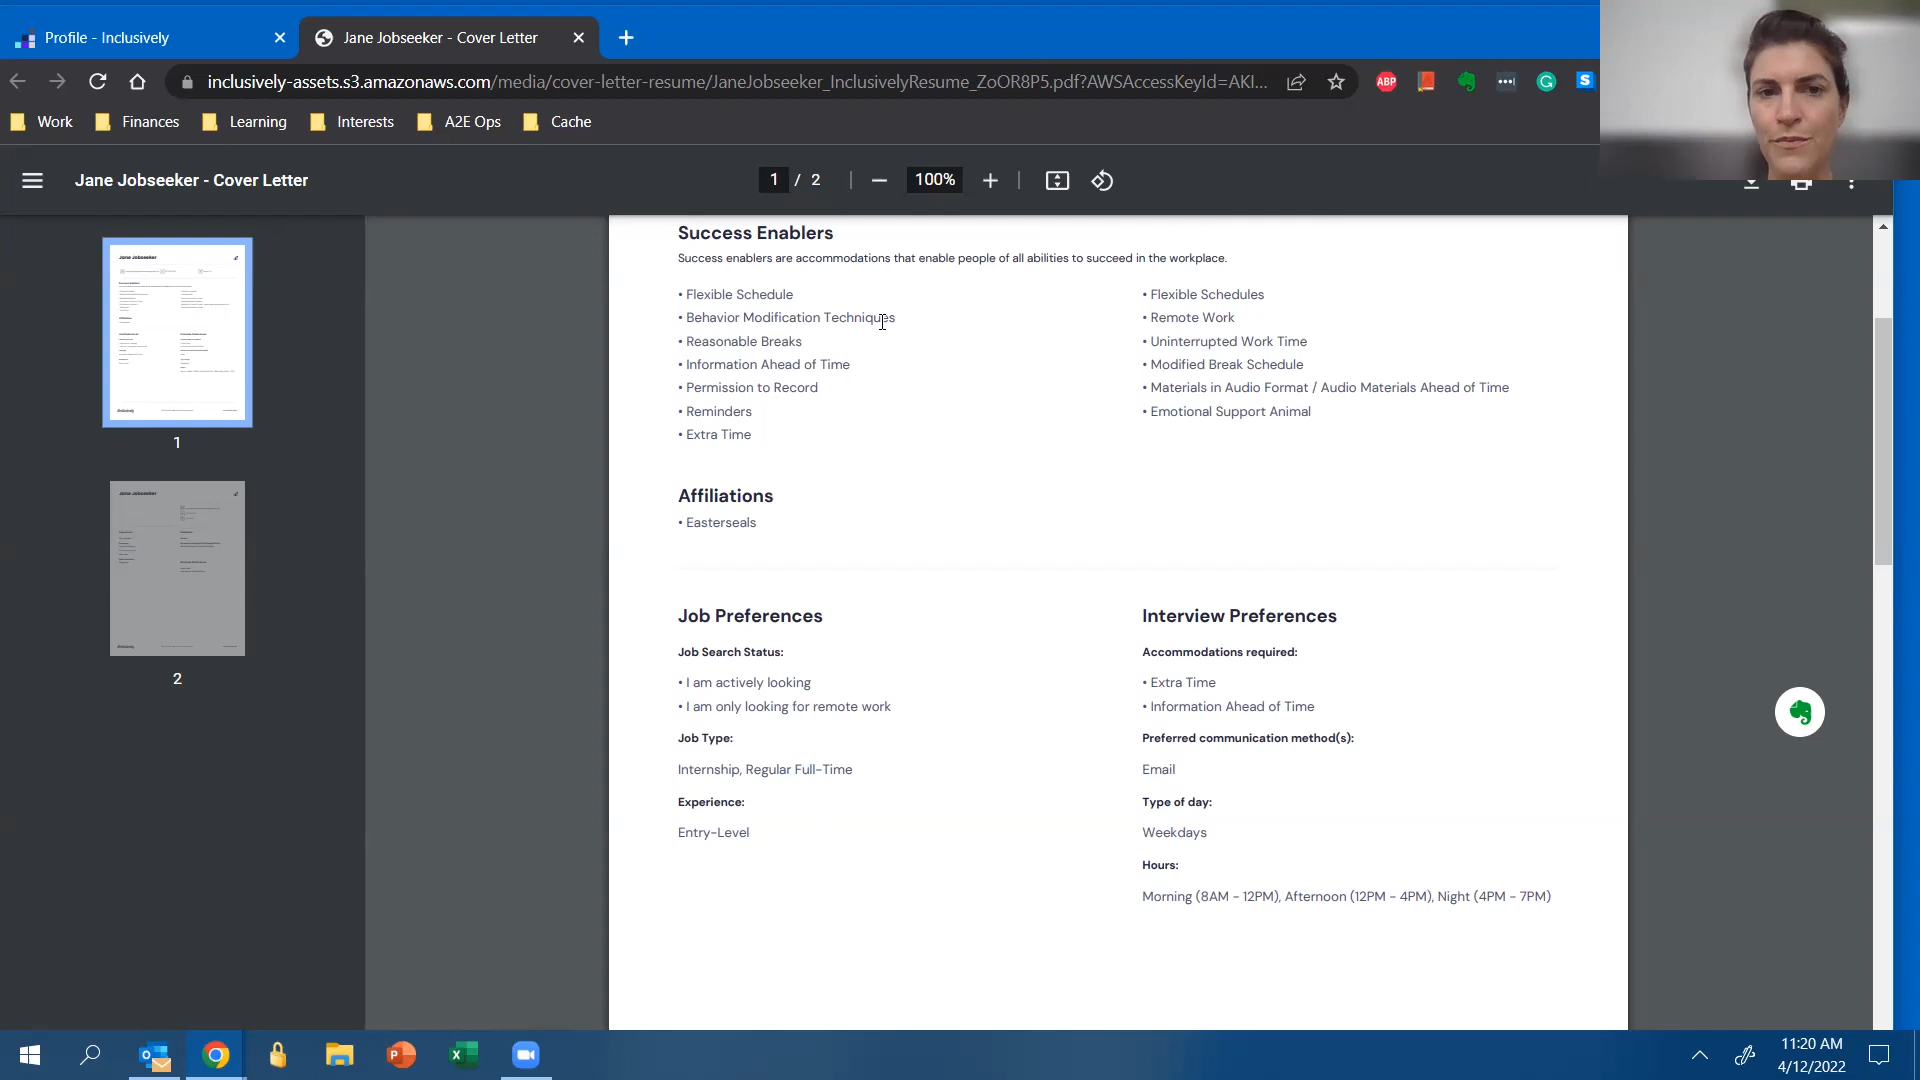 Profile - Inclusively
Jane Jobseeker - Cover Letter
inclusively-assets.s3.amazonaws.com/media/cover-letter-resume/JaneJobseeker_InclusivelyResume_ZoOR8P5.pdf?AWSAccessKeyId=AKI...
ABP
Work
Finances
Learning
Interests
A2E Ops
Cache
Jane Jobseeker - Cover Letter
1 / 2
100%
Jane Jobseeker
1
Jane Jobseeker
2
Success Enablers
Success enablers are accommodations that enable people of all abilities to succeed in the workplace.
• Flexible Schedule
• Behavior Modification Techniques
• Reasonable Breaks
• Information Ahead of Time
• Permission to Record
• Reminders
• Extra Time
• Flexible Schedules
• Remote Work
• Uninterrupted Work Time
• Modified Break Schedule
• Materials in Audio Format / Audio Materials Ahead of Time
• Emotional Support Animal
Affiliations
• Easterseals
Job Preferences
Job Search Status:
• I am actively looking
• I am only looking for remote work
Job Type:
Internship, Regular Full-Time
Experience:
Entry-Level
Interview Preferences
Accommodations required:
• Extra Time
• Information Ahead of Time
Preferred communication method(s):
Email
Type of day:
Weekdays
Hours:
Morning (8AM - 12PM), Afternoon (12PM - 4PM), Night (4PM - 7PM)
11:20 AM
4/12/2022